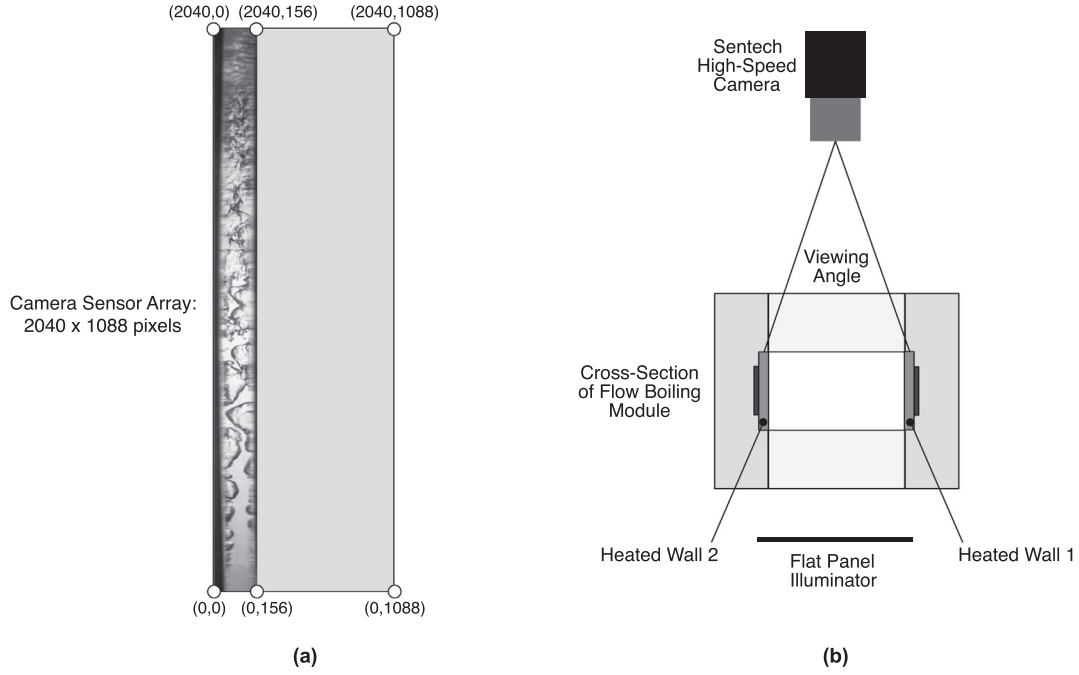 (2040,0) (2040,156) (2040,1088)
Camera Sensor Array:
2040 x 1088 pixels
(0,0) (0,156) (0,1088)
(a)
Sentech
High-Speed
Camera
Viewing
Angle
Cross-Section
of Flow Boiling
Module
Heated Wall 2
Heated Wall 1
Flat Panel
Illuminator
(b)